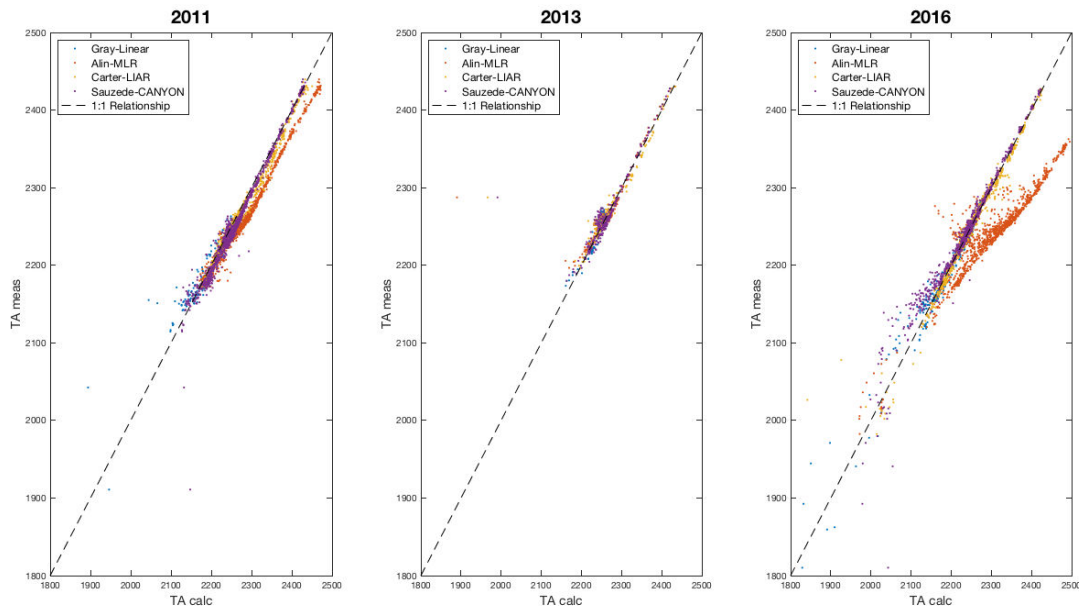 2011
2500
2400
2300
2200
2100
2000
1900
1800
TA meas
Gray-Linear
Alin-MLR
Carter-LIAR
Sauzede-CANYON
1:1 Relationship
1800 1900 2000 2100 2200 2300 2400 2500
TA calc
2013
2500
2400
2300
2200
2100
2000
1900
1800
TA meas
Gray-Linear
Alin-MLR
Carter-LIAR
Sauzede-CANYON
1:1 Relationship
1800 1900 2000 2100 2200 2300 2400 2500
TA calc
2016
2500
2400
2300
2200
2100
2000
1900
1800
TA meas
Gray-Linear
Alin-MLR
Carter-LIAR
Sauzede-CANYON
1:1 Relationship
1800 1900 2000 2100 2200 2300 2400 2500
TA calc